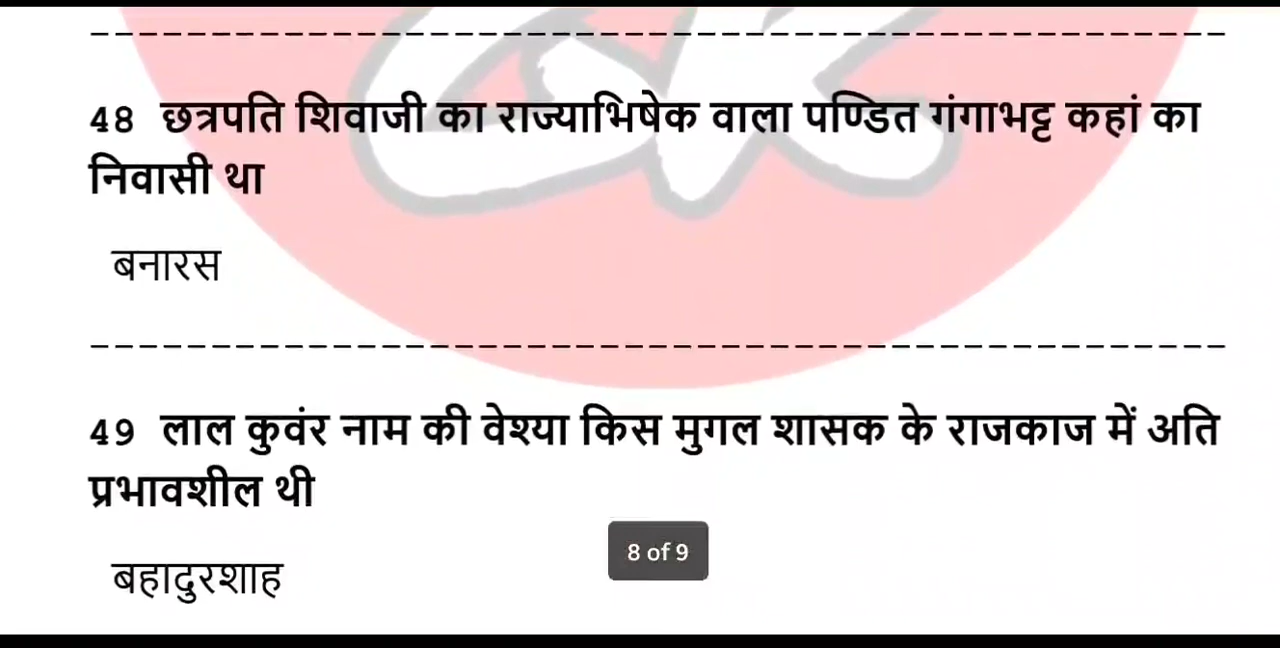 48 छत्रपति शिवाजी का राज्याभिषेक वाला पण्डित गंगाभट्ट कहां का
निवासी था
बनारस
49 लाल कुवंर नाम की वेश्या किस मुगल शासक के राजकाज में अति
प्रभावशील थी
8 of 9
बहादुरशाह